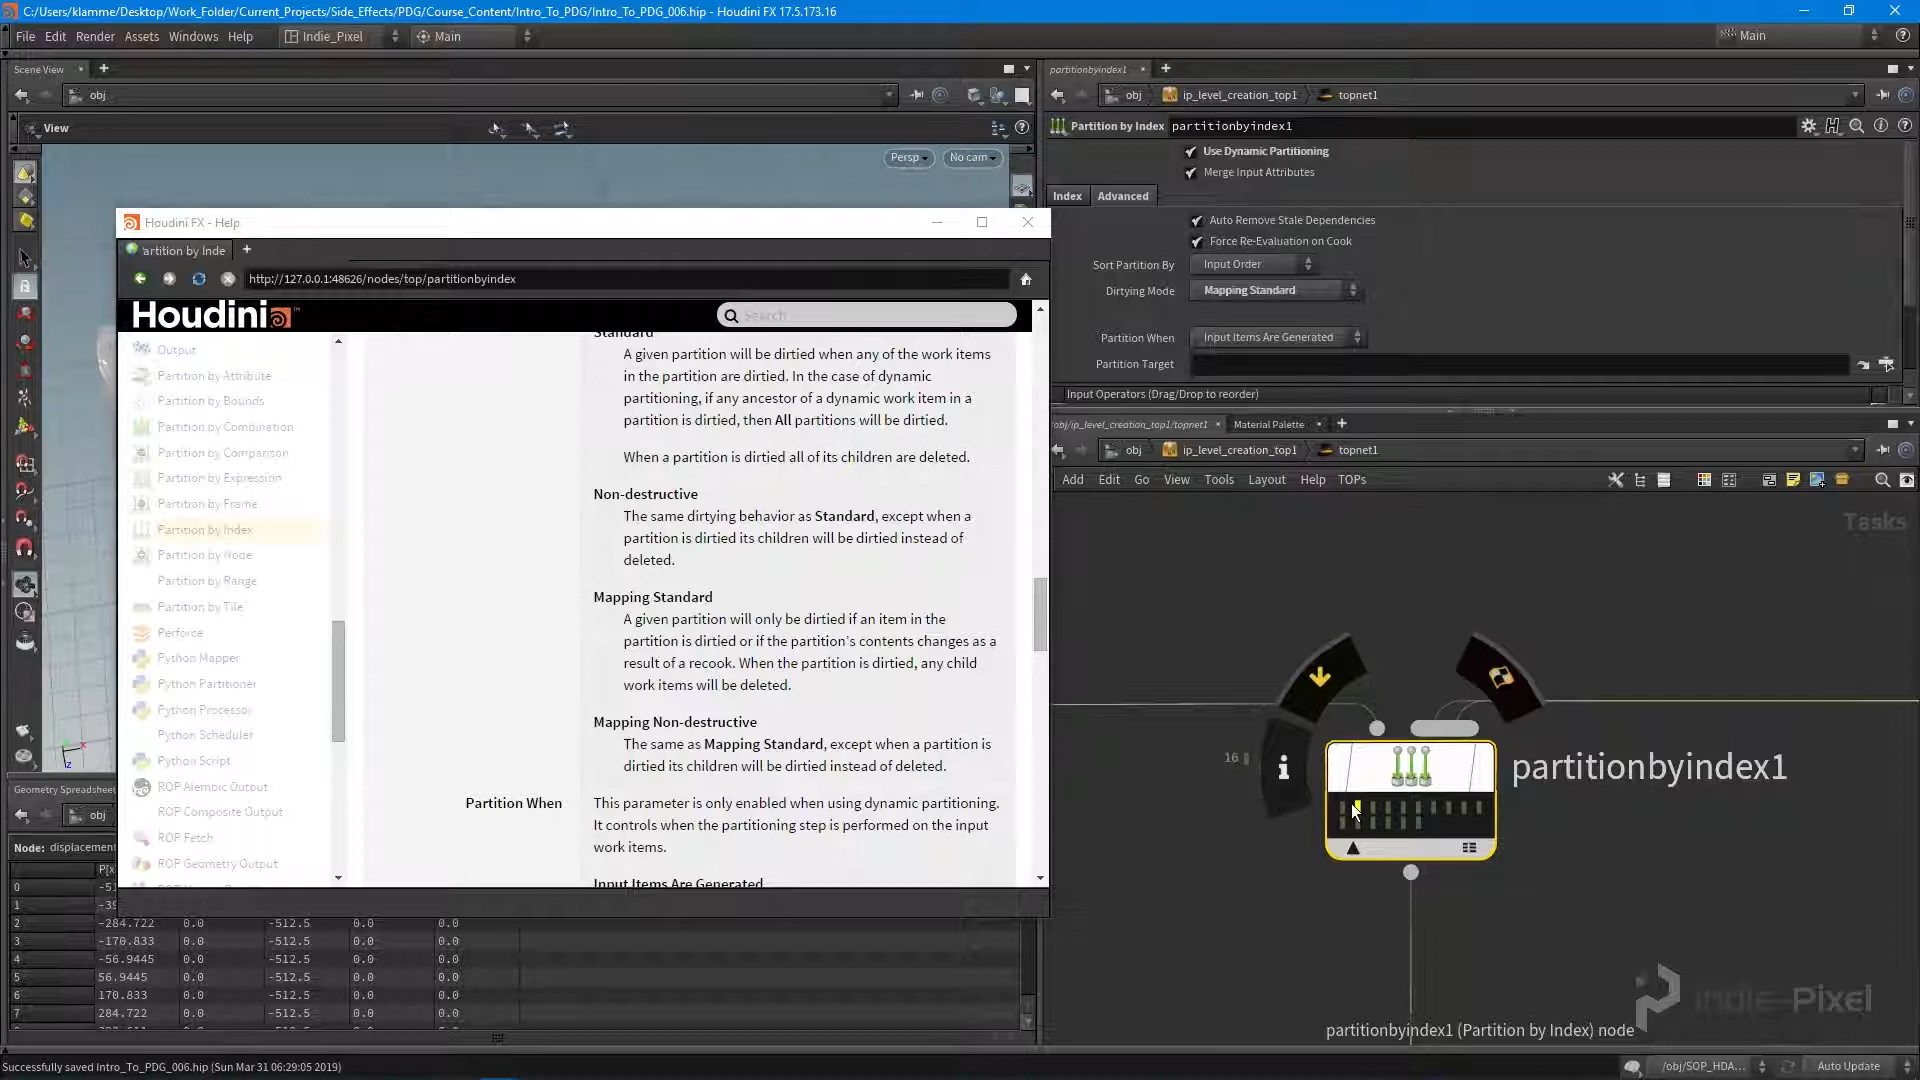 C:/Users/klamme/Desktop/Work_Folder/Current_Projects/Side_Effects/PDG/Course_Content/Intro_To_PDG/Intro_To_PDG_006.hip - Houdini FX 17.5.173.16
File Edit Render Assets Windows Help Indie_Pixel Main Main
Scene View
obj
View
Persp No cam
Houdini FX - Help
artition by Inde
http://127.0.0.1:48626/nodes/top/partitionbyindex
Houdini
Search
Output
Partition by Attribute
Partition by Bounds
Partition by Combination
Partition by Comparison
Partition by Expression
Partition by Frame
Partition by Index
Partition by Node
Partition by Range
Partition by Tile
Perforce
Python Mapper
Python Partitioner
Python Processor
Python Scheduler
Python Script
ROP Alembic Output
ROP Composite Output
ROP Fetch
ROP Geometry Output
Standard
A given partition will be dirtied when any of the work items
in the partition are dirtied. In the case of dynamic
partitioning, if any ancestor of a dynamic work item in a
partition is dirtied, then All partitions will be dirtied.
When a partition is dirtied all of its children are deleted.
Non-destructive
The same dirtying behavior as Standard, except when a
partition is dirtied its children will be dirtied instead of
deleted.
Mapping Standard
A given partition will only be dirtied if an item in the
partition is dirtied or if the partition's contents changes as a
result of a recook. When the partition is dirtied, any child
work items will be deleted.
Mapping Non-destructive
The same as Mapping Standard, except when a partition is
dirtied its children will be dirtied instead of deleted.
Partition When
This parameter is only enabled when using dynamic partitioning.
It controls when the partitioning step is performed on the input
work items.
Input Items Are Generated
Geometry Spreadshee
obj
Node: displacement
P[x
0 -51
1 -39
2 -284.722 0.0 -512.5 0.0 0.0
3 -170.833 0.0 -512.5 0.0 0.0
4 -56.9445 0.0 -512.5 0.0 0.0
5 56.9445 0.0 -512.5 0.0 0.0
6 170.833 0.0 -512.5 0.0 0.0
7 284.722 0.0 -512.5 0.0 0.0
partitionbyindex1
obj ip_level_creation_top1 topnet1
Partition by Index partitionbyindex1
Use Dynamic Partitioning
Merge Input Attributes
Index Advanced
Auto Remove Stale Dependencies
Force Re-Evaluation on Cook
Sort Partition By Input Order
Dirtying Mode Mapping Standard
Partition When Input Items Are Generated
Partition Target
Input Operators (Drag/Drop to reorder)
/obj/ip_level_creation_top1/topnet1 Material Palette
obj ip_level_creation_top1 topnet1
Add Edit Go View Tools Layout Help TOPs
Tasks
16
partitionbyindex1
Indie-Pixel
partitionbyindex1 (Partition by Index) node
Successfully saved Intro_To_PDG_006.hip (Sun Mar 31 06:29:05 2019)
/obj/SOP_HDA... Auto Update